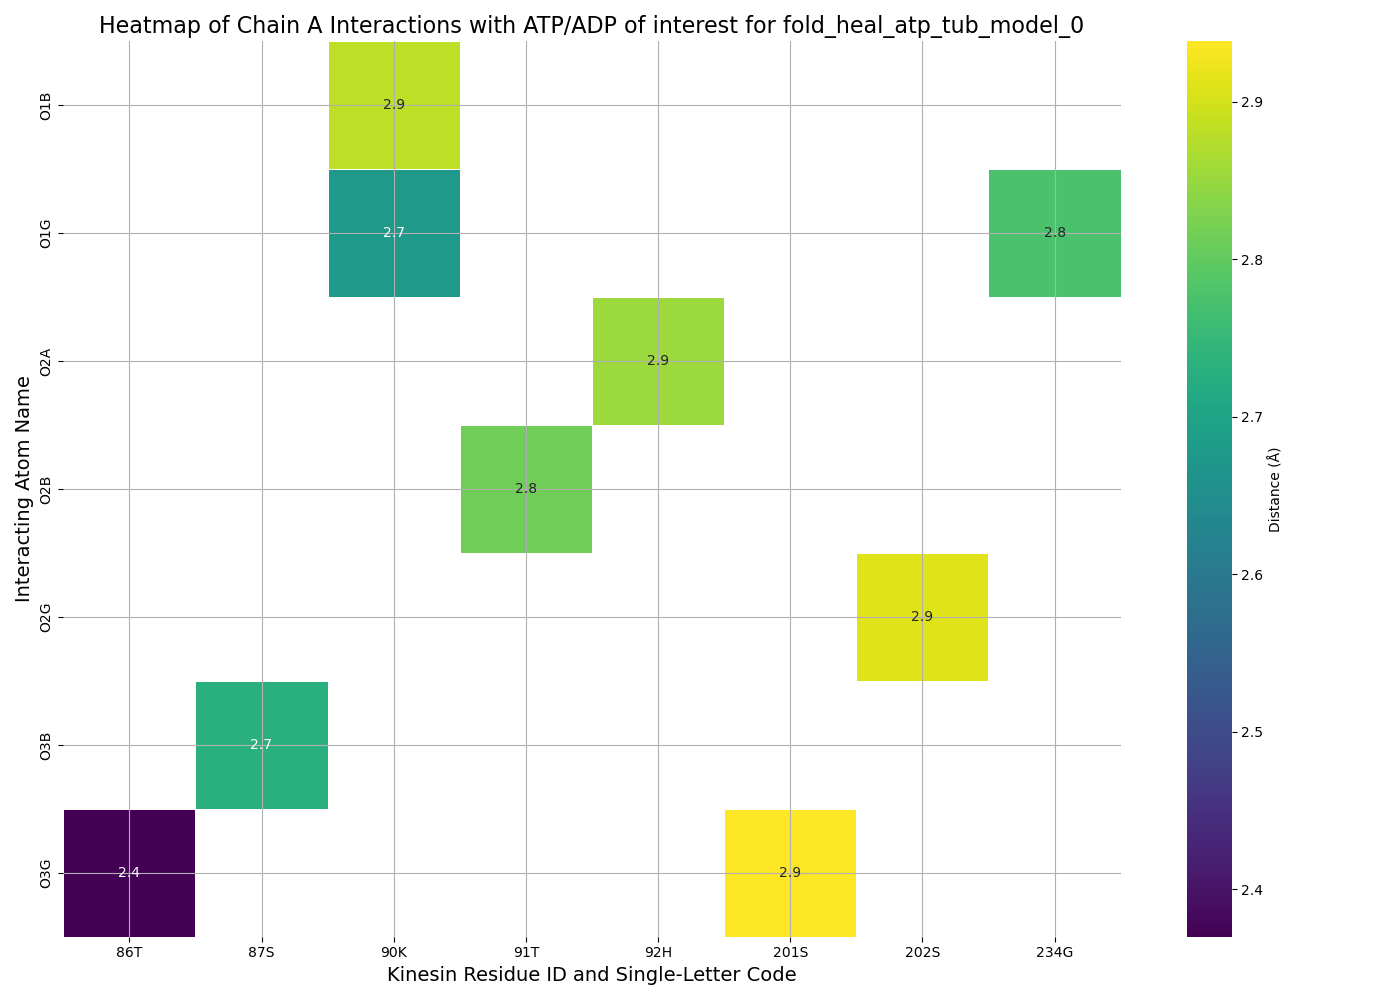 Heatmap of Chain A Interactions with ATP/ADP of interest for fold_heal_atp_tub_model_0
Interacting Atom Name
O1B
O1G
O2A
O2B
O2G
O3B
O3G
2.9
2.7
2.8
2.9
2.8
2.9
2.7
2.4
2.9
86T
87S
90K
91T
92H
201S
202S
234G
Kinesin Residue ID and Single-Letter Code
2.9
2.8
2.7
2.6
2.5
2.4
Distance (Å)